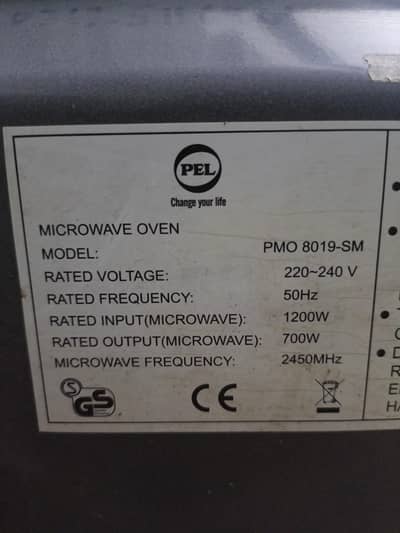 PEL
Change your life
MICROWAVE OVEN
MODEL: PMO 8019-SM
RATED VOLTAGE: 220~240 V
RATED FREQUENCY: 50Hz
RATED INPUT(MICROWAVE): 1200W
RATED OUTPUT(MICROWAVE): 700W
MICROWAVE FREQUENCY: 2450MHz
S GS CE